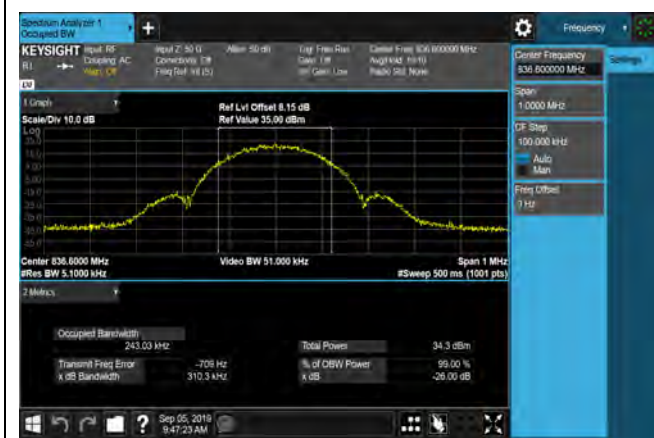 Spectrum Analyzer 1
Occupied BW
Frequency
KEYSIGHT Input: RF
Coupling: AC
Align: Off
Input Z: 50 Ω
Corrections: Off
Freq Ref: Int (S)
Atten: 50 dB
Trig: Free Run
Gate: Off
#IF Gain: Low
Center Freq: 836.600000 MHz
Avg|Hold: 10/10
Radio Std: None
Center Frequency
836.600000 MHz
Settings
Span
1.0000 MHz
CF Step
100.000 kHz
Auto
Man
Freq Offset
0 Hz
1 Graph
Scale/Div 10.0 dB
Ref Lvl Offset 8.15 dB
Ref Value 35.00 dBm
Log
Center 836.6000 MHz
#Res BW 5.1000 kHz
Video BW 51.000 kHz
Span 1 MHz
#Sweep 500 ms (1001 pts)
2 Metrics
Occupied Bandwidth
243.03 kHz
Total Power 34.3 dBm
Transmit Freq Error -709 Hz
% of OBW Power 99.00 %
x dB Bandwidth 310.3 kHz
x dB -26.00 dB
Sep 05, 2019
9:47:23 AM